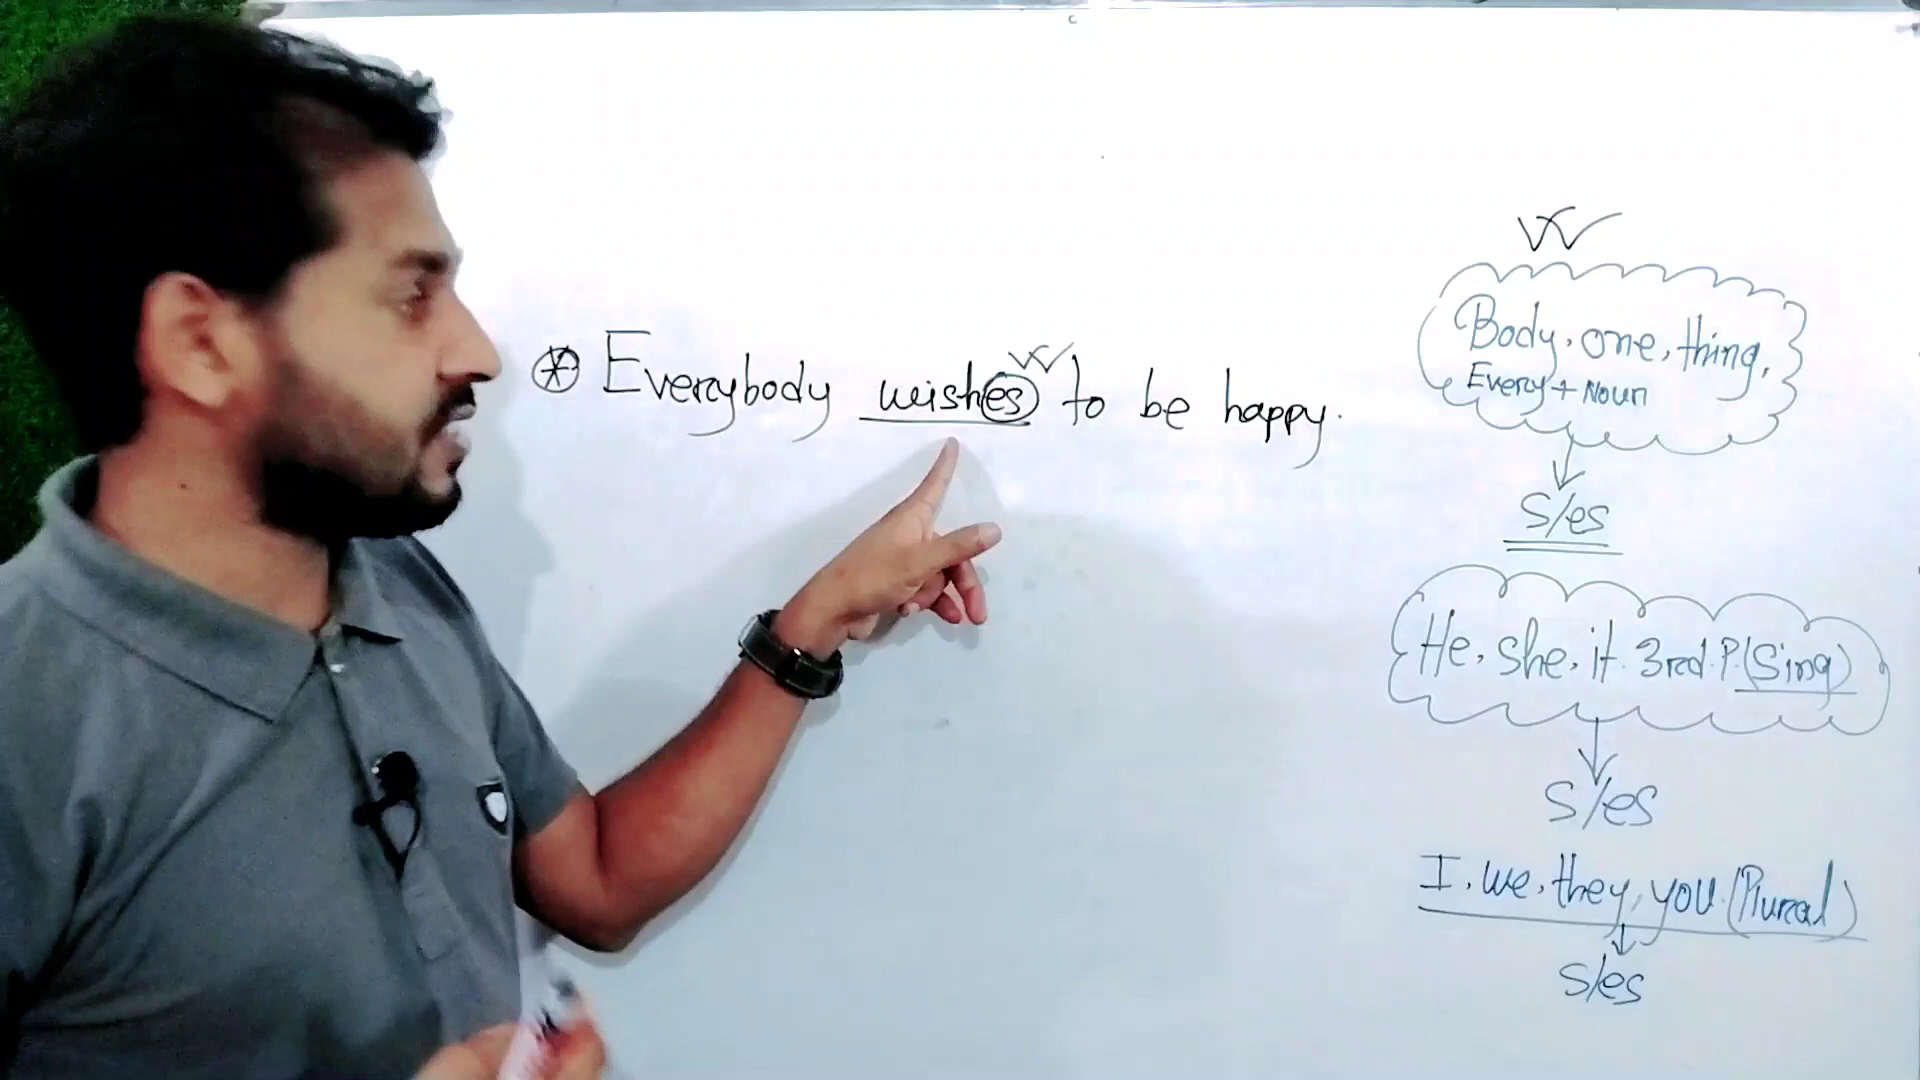 Everybody wishes to be happy.
Body, one, thing,
Every + Noun
S/es
He, she, it. 3rd P. (Sing)
S/es
I, we, they, you. (Plural)
S/es